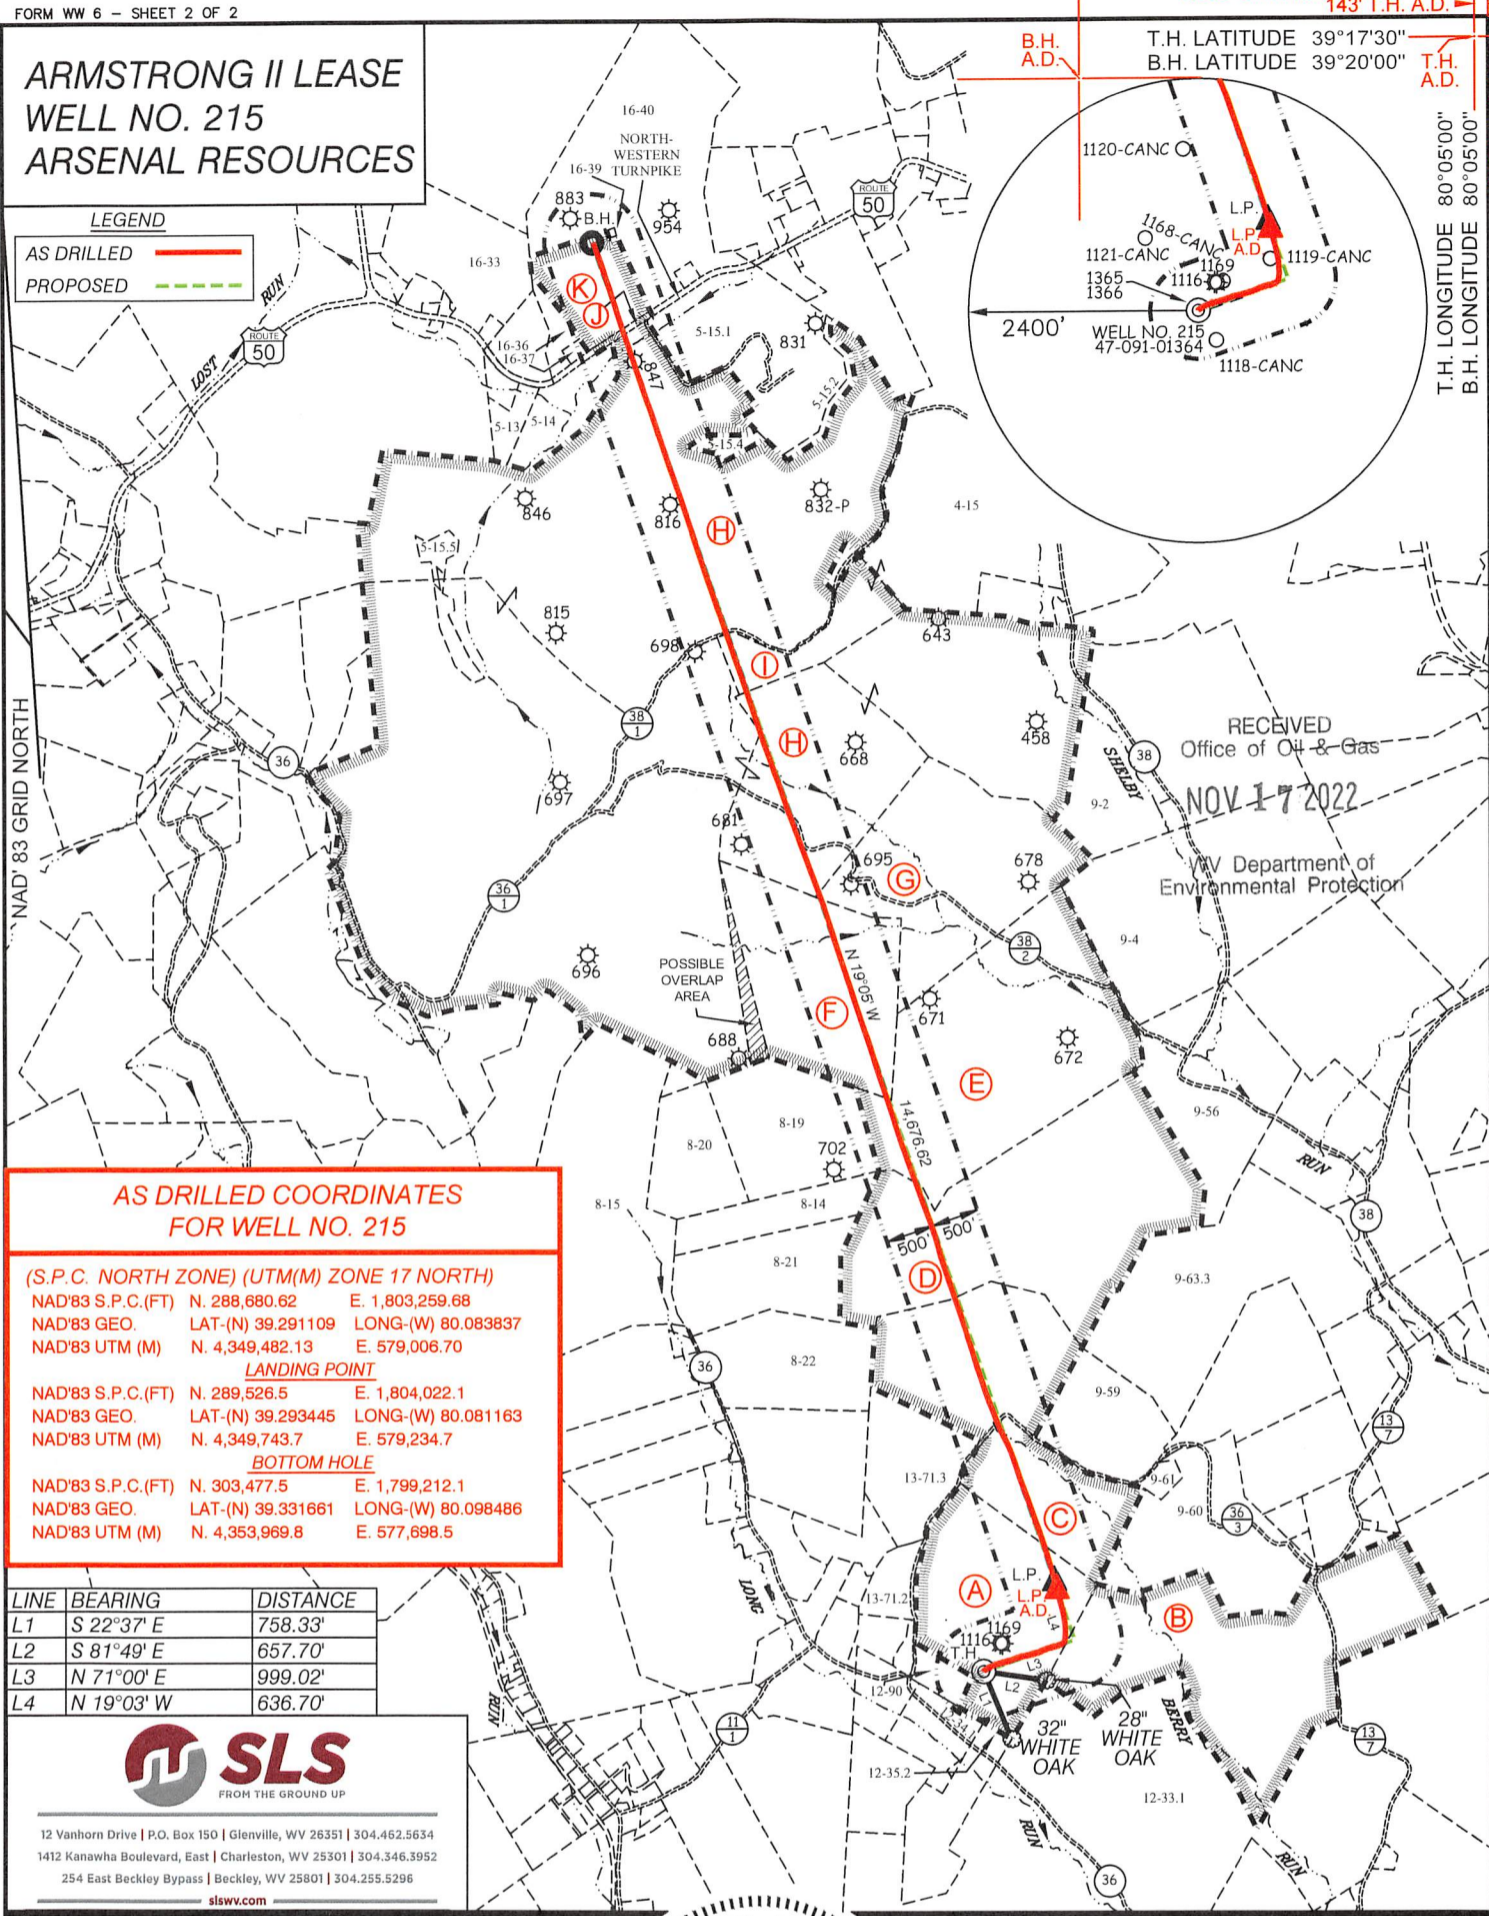 FORM WW 6 - SHEET 2 OF 2
143' T.H. A.D.
ARMSTRONG II LEASE
WELL NO. 215
ARSENAL RESOURCES
B.H.
A.D.
T.H. LATITUDE 39°17'30"
B.H. LATITUDE 39°20'00"
T.H.
A.D.
T.H. LONGITUDE 80°05'00"
B.H. LONGITUDE 80°05'00"
LEGEND
AS DRILLED
PROPOSED
16-40
NORTH-
WESTERN
TURNPIKE
16-39
883
B.H.
954
ROUTE
50
16-33
RUN
LOST
ROUTE
50
K
J
16-36
16-37
847
5-15.1
831
5-15.2
5-13
5-14
5-15.4
1120-CANC
1168-CANC
1121-CANC
L.P.
L.P.
A.D.
1119-CANC
1169
1116
1365
1366
2400'
WELL NO. 215
47-091-01364
1118-CANC
846
816
H
832-P
4-15
5-15.5
815
698
I
643
38
1
H
668
458
SHELBY
38
RECEIVED
Office of Oil & Gas
NOV 17 2022
WV Department of
Environmental Protection
NAD' 83 GRID NORTH
36
697
681
695
G
678
9-2
36
1
9-4
38
2
696
POSSIBLE
OVERLAP
AREA
N 19°05' W
F
671
672
688
E
9-56
8-19
8-20
702
14,676.62
RUN
38
8-15
8-14
500'
500'
8-21
D
9-63.3
AS DRILLED COORDINATES
FOR WELL NO. 215
(S.P.C. NORTH ZONE) (UTM(M) ZONE 17 NORTH)
NAD'83 S.P.C.(FT) N. 288,680.62 E. 1,803,259.68
NAD'83 GEO. LAT-(N) 39.291109 LONG-(W) 80.083837
NAD'83 UTM (M) N. 4,349,482.13 E. 579,006.70
LANDING POINT
NAD'83 S.P.C.(FT) N. 289,526.5 E. 1,804,022.1
NAD'83 GEO. LAT-(N) 39.293445 LONG-(W) 80.081163
NAD'83 UTM (M) N. 4,349,743.7 E. 579,234.7
BOTTOM HOLE
NAD'83 S.P.C.(FT) N. 303,477.5 E. 1,799,212.1
NAD'83 GEO. LAT-(N) 39.331661 LONG-(W) 80.098486
NAD'83 UTM (M) N. 4,353,969.8 E. 577,698.5
36
8-22
9-59
13
7
13-71.3
9-61
9-60
36
3
C
LONG
13-71.2
A
L.P.
L.P.
A.D.
L4
B
1169
1116
T.H.
L3
L2
L1
12-90
12-35.2
32"
WHITE
OAK
28"
WHITE
OAK
BERRY
13
7
12-33.1
RUN
RUN
36
RUN
11
1
LINE BEARING DISTANCE
L1 S 22°37' E 758.33'
L2 S 81°49' E 657.70'
L3 N 71°00' E 999.02'
L4 N 19°03' W 636.70'
SLS
FROM THE GROUND UP
12 Vanhorn Drive | P.O. Box 150 | Glenville, WV 26351 | 304.462.5634
1412 Kanawha Boulevard, East | Charleston, WV 25301 | 304.346.3952
254 East Beckley Bypass | Beckley, WV 25801 | 304.255.5296
slswv.com